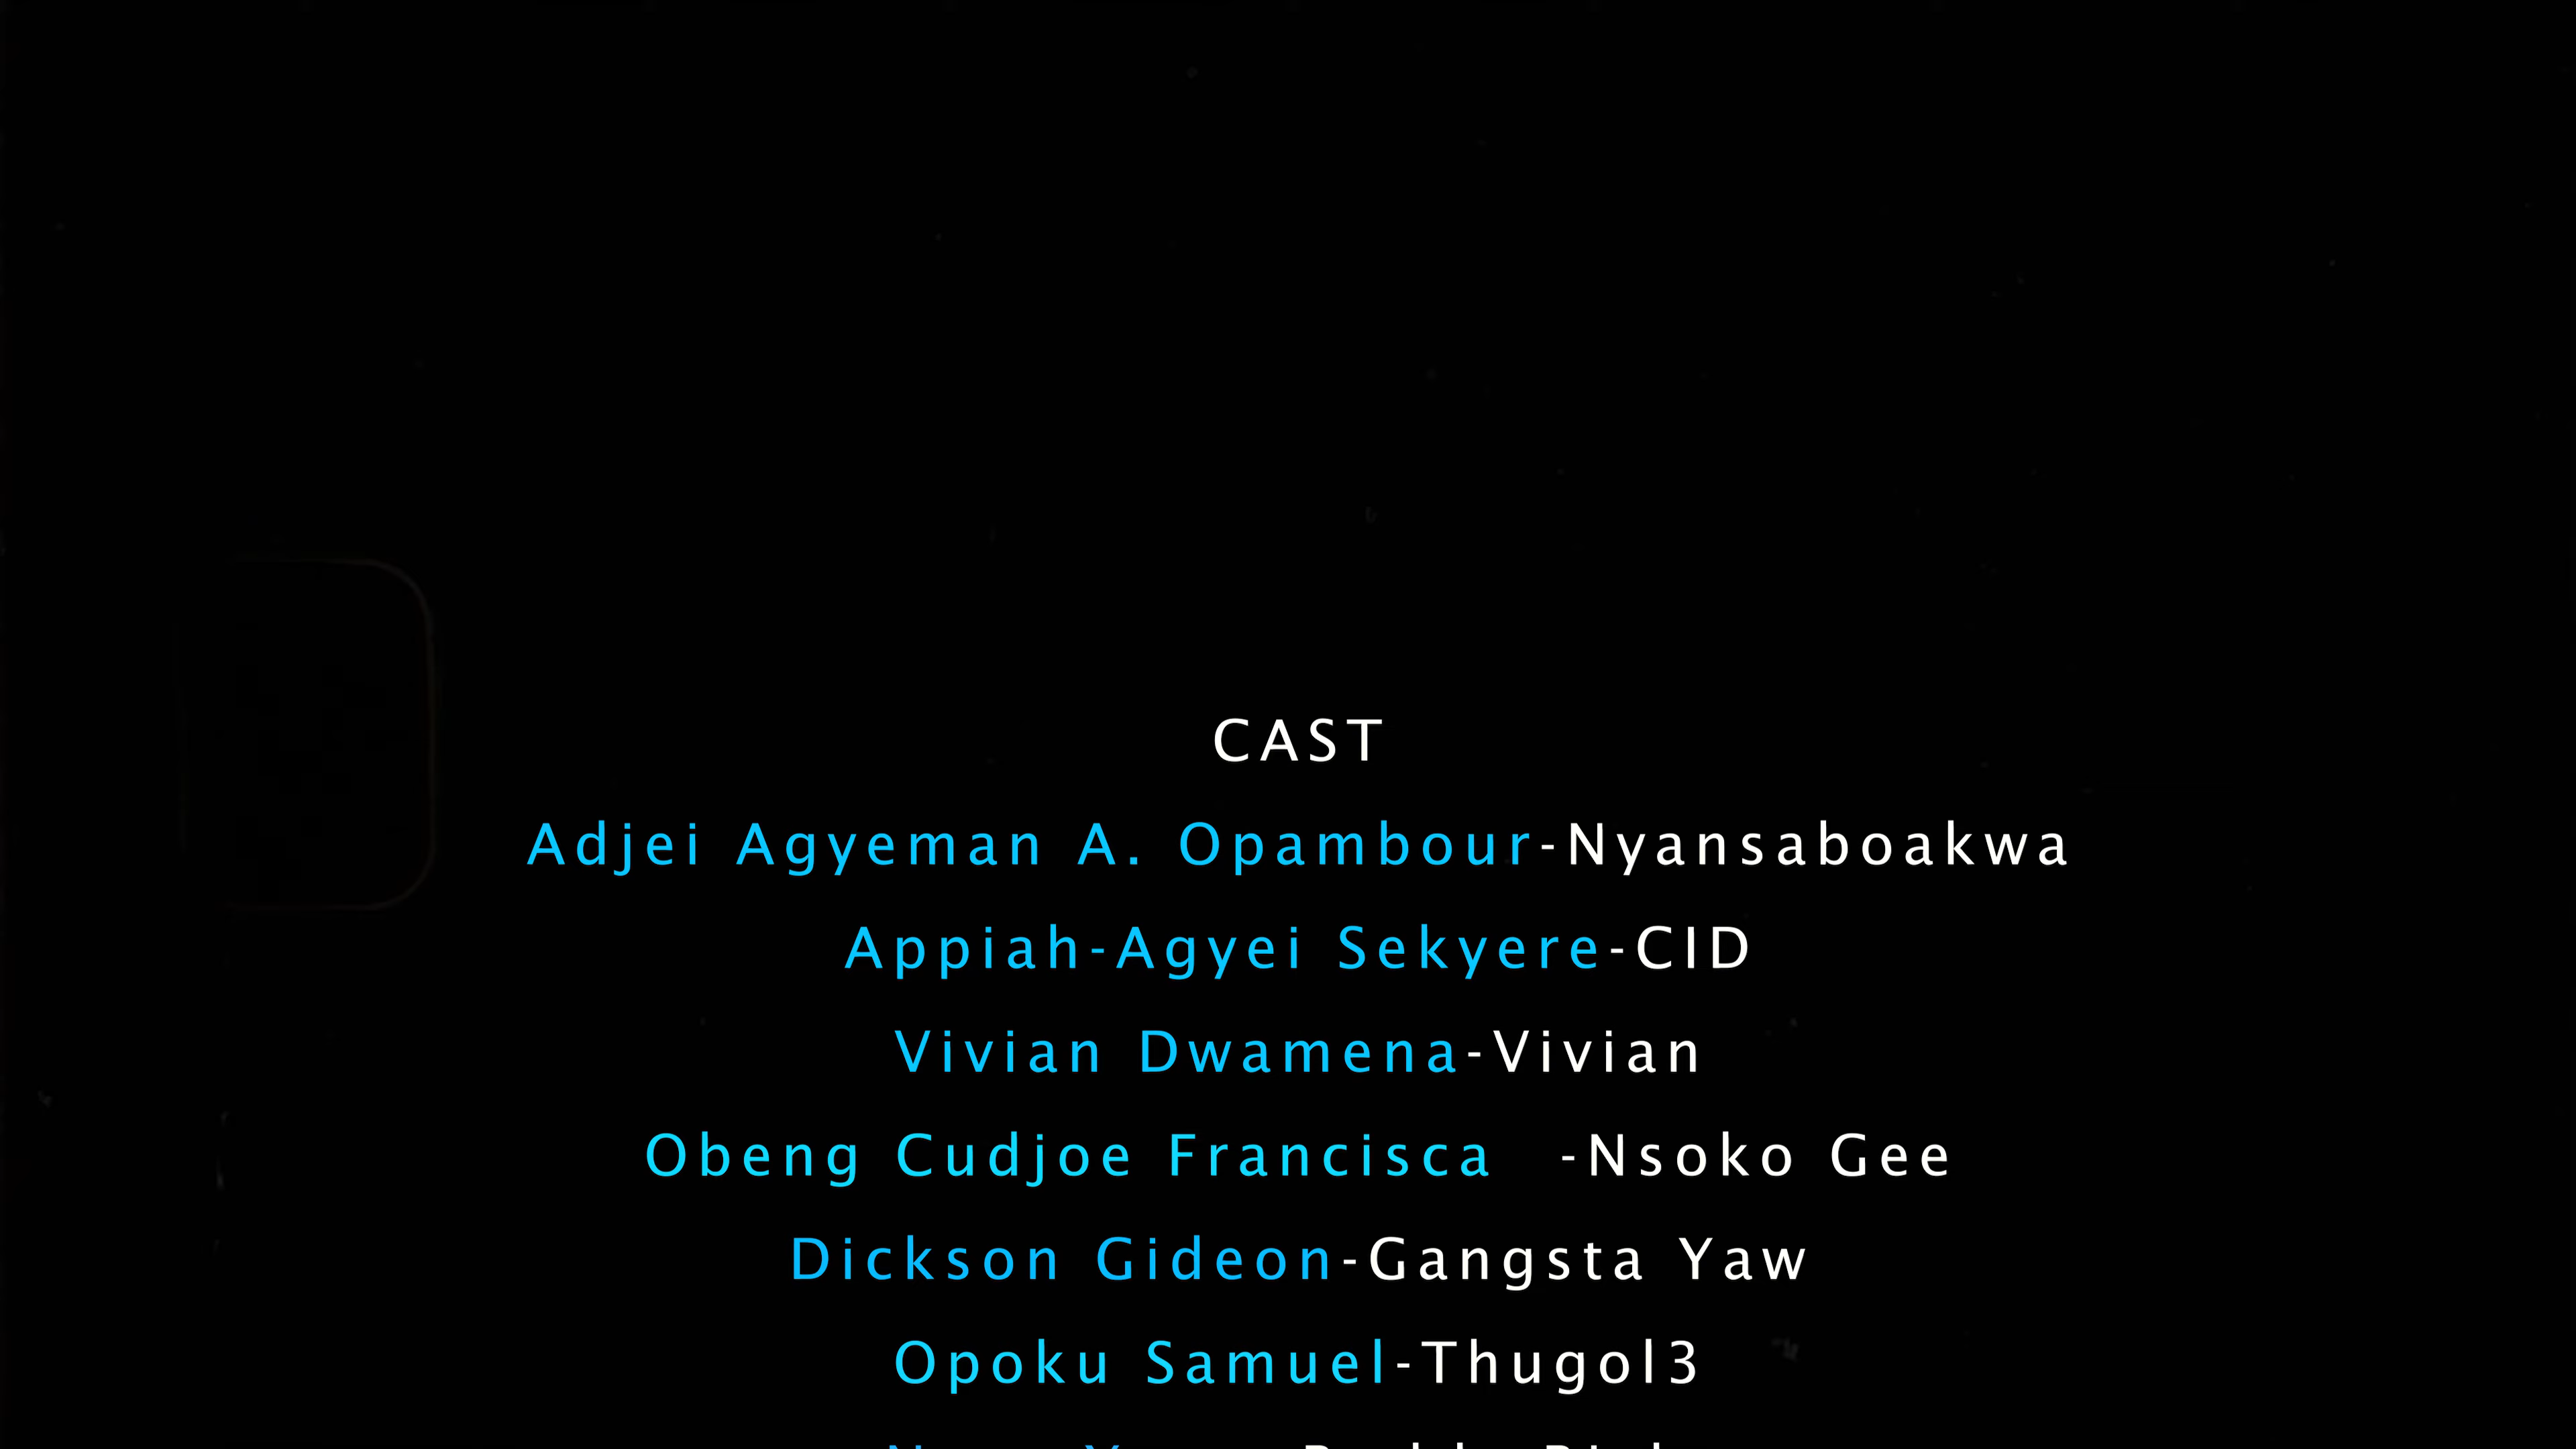 CAST
Adjei Agyeman A. Opambour-Nyansaboakwa
Appiah-Agyei Sekyere-CID
Vivian Dwamena-Vivian
Obeng Cudjoe Francisca -Nsoko Gee
Dickson Gideon-Gangsta Yaw
Opoku Samuel-Thugol3